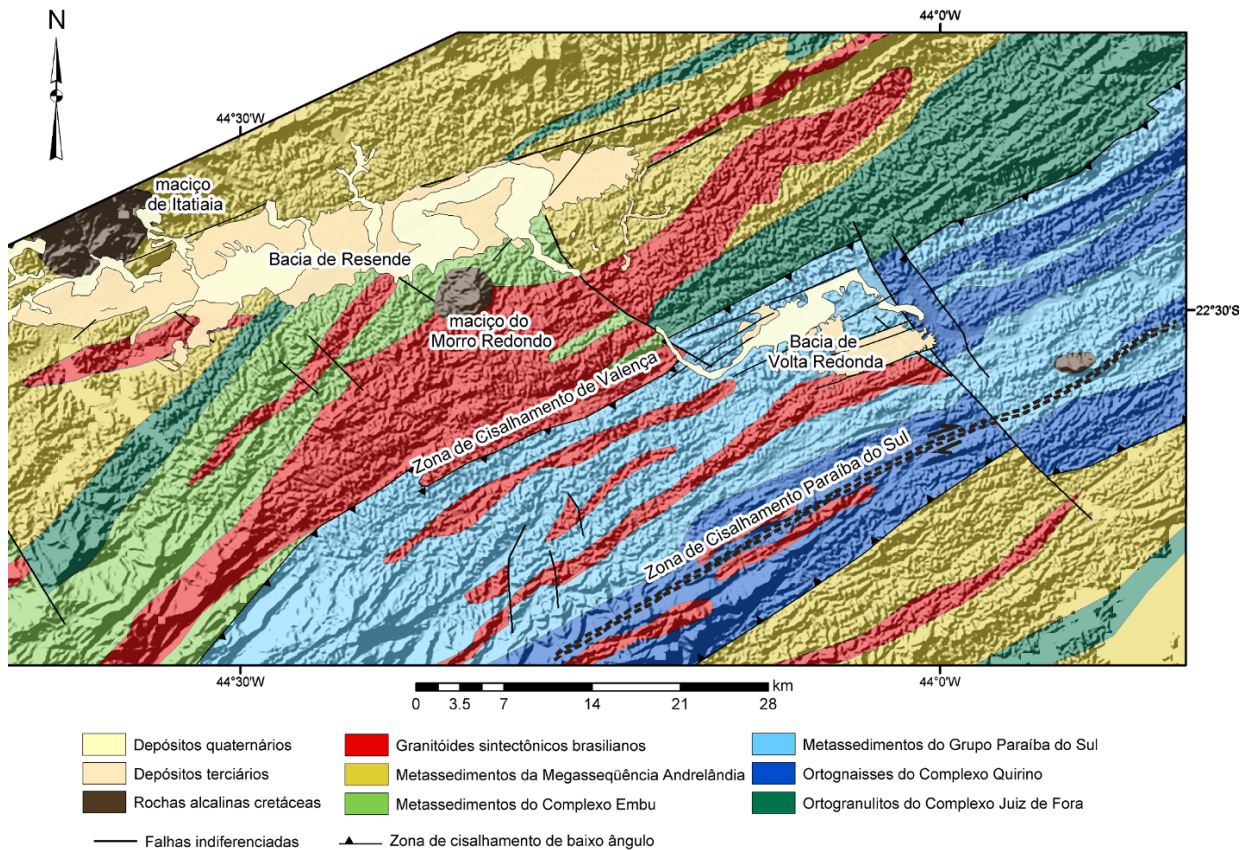 N
44°0'W
44°30'W
maciço
de Itatiaia
Bacia de Resende
22°30'S
maciço do
Morro Redondo
Bacia de
Volta Redonda
Zona de Cisalhamento de Valença
Zona de Cisalhamento Paraíba do Sul
44°30'W
44°0'W
km
0 3.5 7 14 21 28
Depósitos quaternários
Granitóides sintectônicos brasilianos
Metassedimentos do Grupo Paraíba do Sul
Depósitos terciários
Metassedimentos da Megasseqüência Andrelândia
Ortognaisses do Complexo Quirino
Rochas alcalinas cretáceas
Metassedimentos do Complexo Embu
Ortogranulitos do Complexo Juiz de Fora
Falhas indiferenciadas
Zona de cisalhamento de baixo ângulo